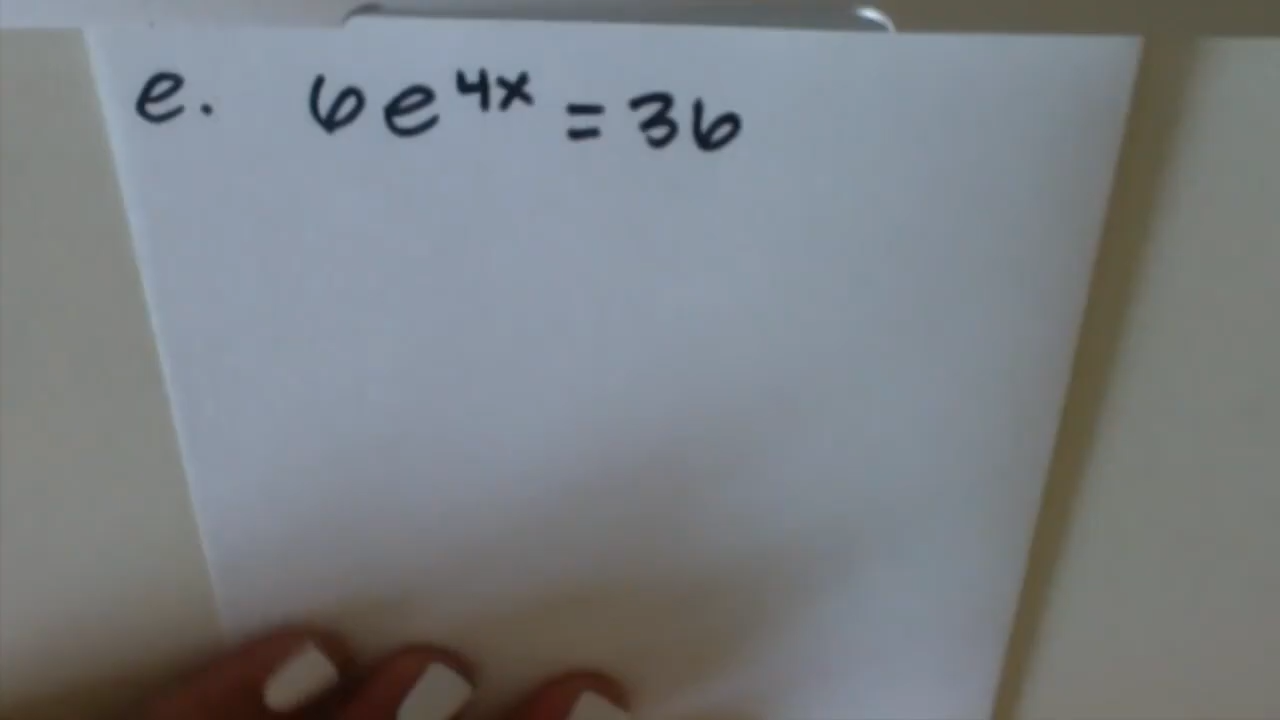 e. 6e^{4x} = 36